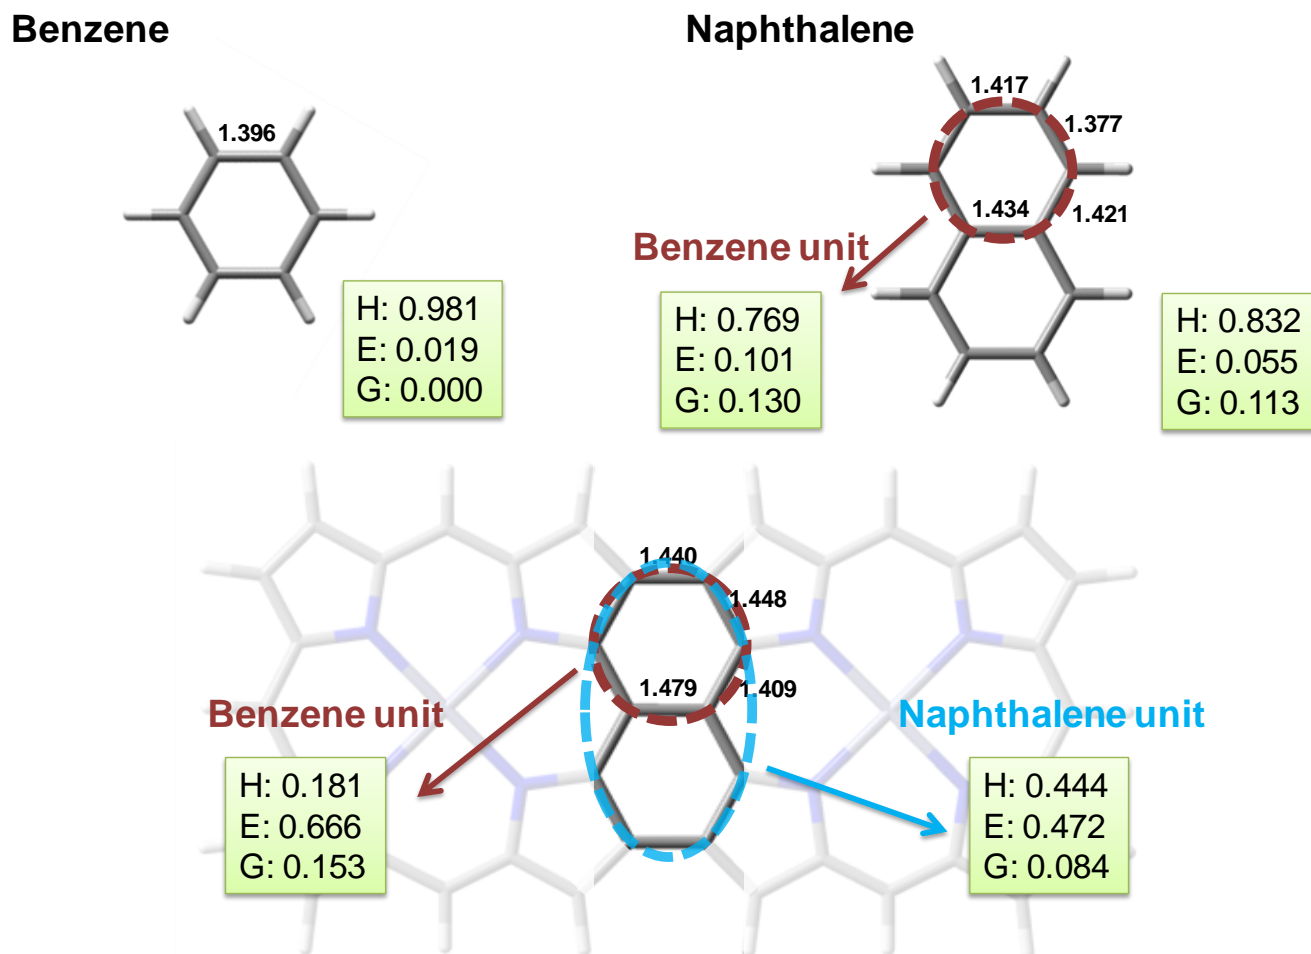 Benzene
Naphthalene
1.396
1.417
1.377
1.434
1.421
Benzene unit
H: 0.981
E: 0.019
G: 0.000
H: 0.769
E: 0.101
G: 0.130
H: 0.832
E: 0.055
G: 0.113
1.440
1.448
1.479
1.409
Benzene unit
Naphthalene unit
H: 0.181
E: 0.666
G: 0.153
H: 0.444
E: 0.472
G: 0.084